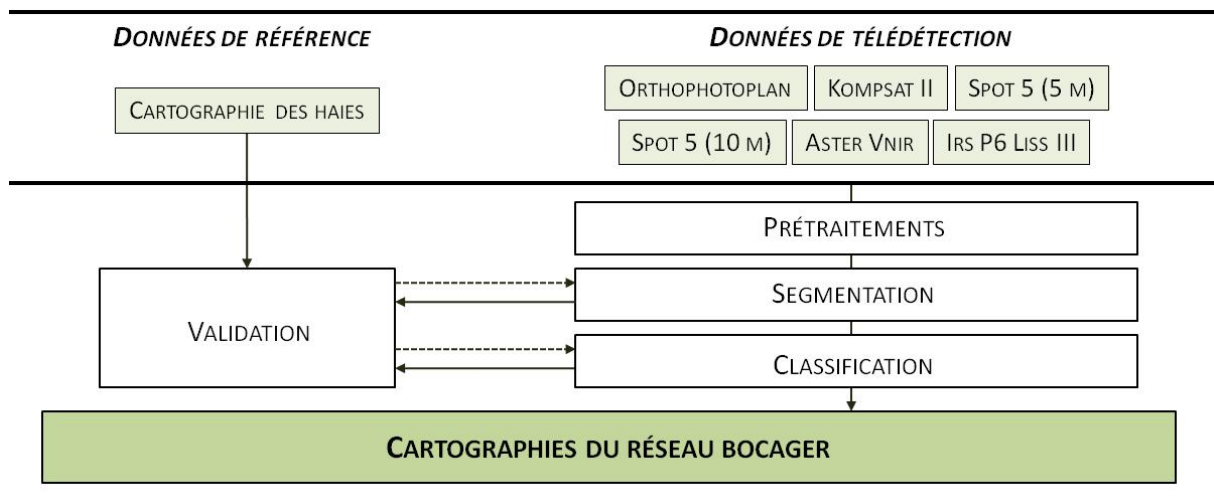 DONNÉES DE RÉFÉRENCE
DONNÉES DE TÉLÉDÉTECTION
CARTOGRAPHIE DES HAIES
ORTHOPHOTOPLAN
KOMPSAT II
SPOT 5 (5 M)
SPOT 5 (10 M)
ASTER VNIR
IRS P6 LISS III
PRÉTRAITEMENTS
SEGMENTATION
VALIDATION
CLASSIFICATION
CARTOGRAPHIES DU RÉSEAU BOCAGER